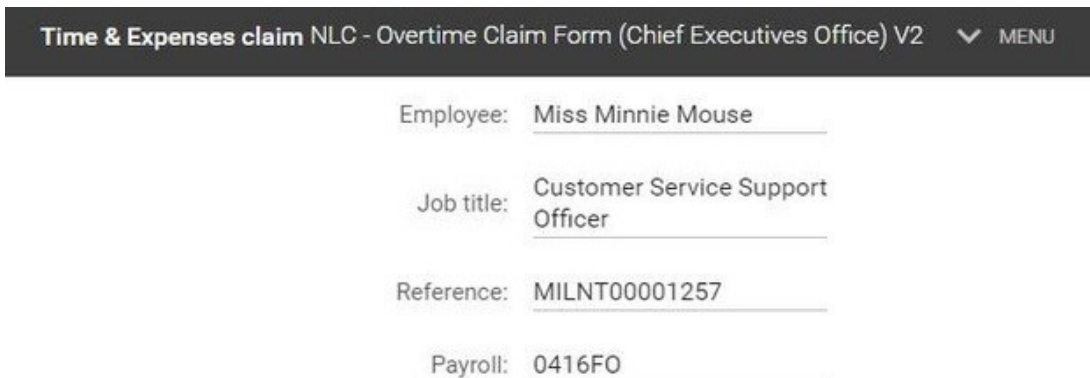 Time & Expenses claim NLC - Overtime Claim Form (Chief Executives Office) V2 MENU
Employee: Miss Minnie Mouse
Job title: Customer Service Support
Officer
Reference: MILNT00001257
Payroll: 0416FO